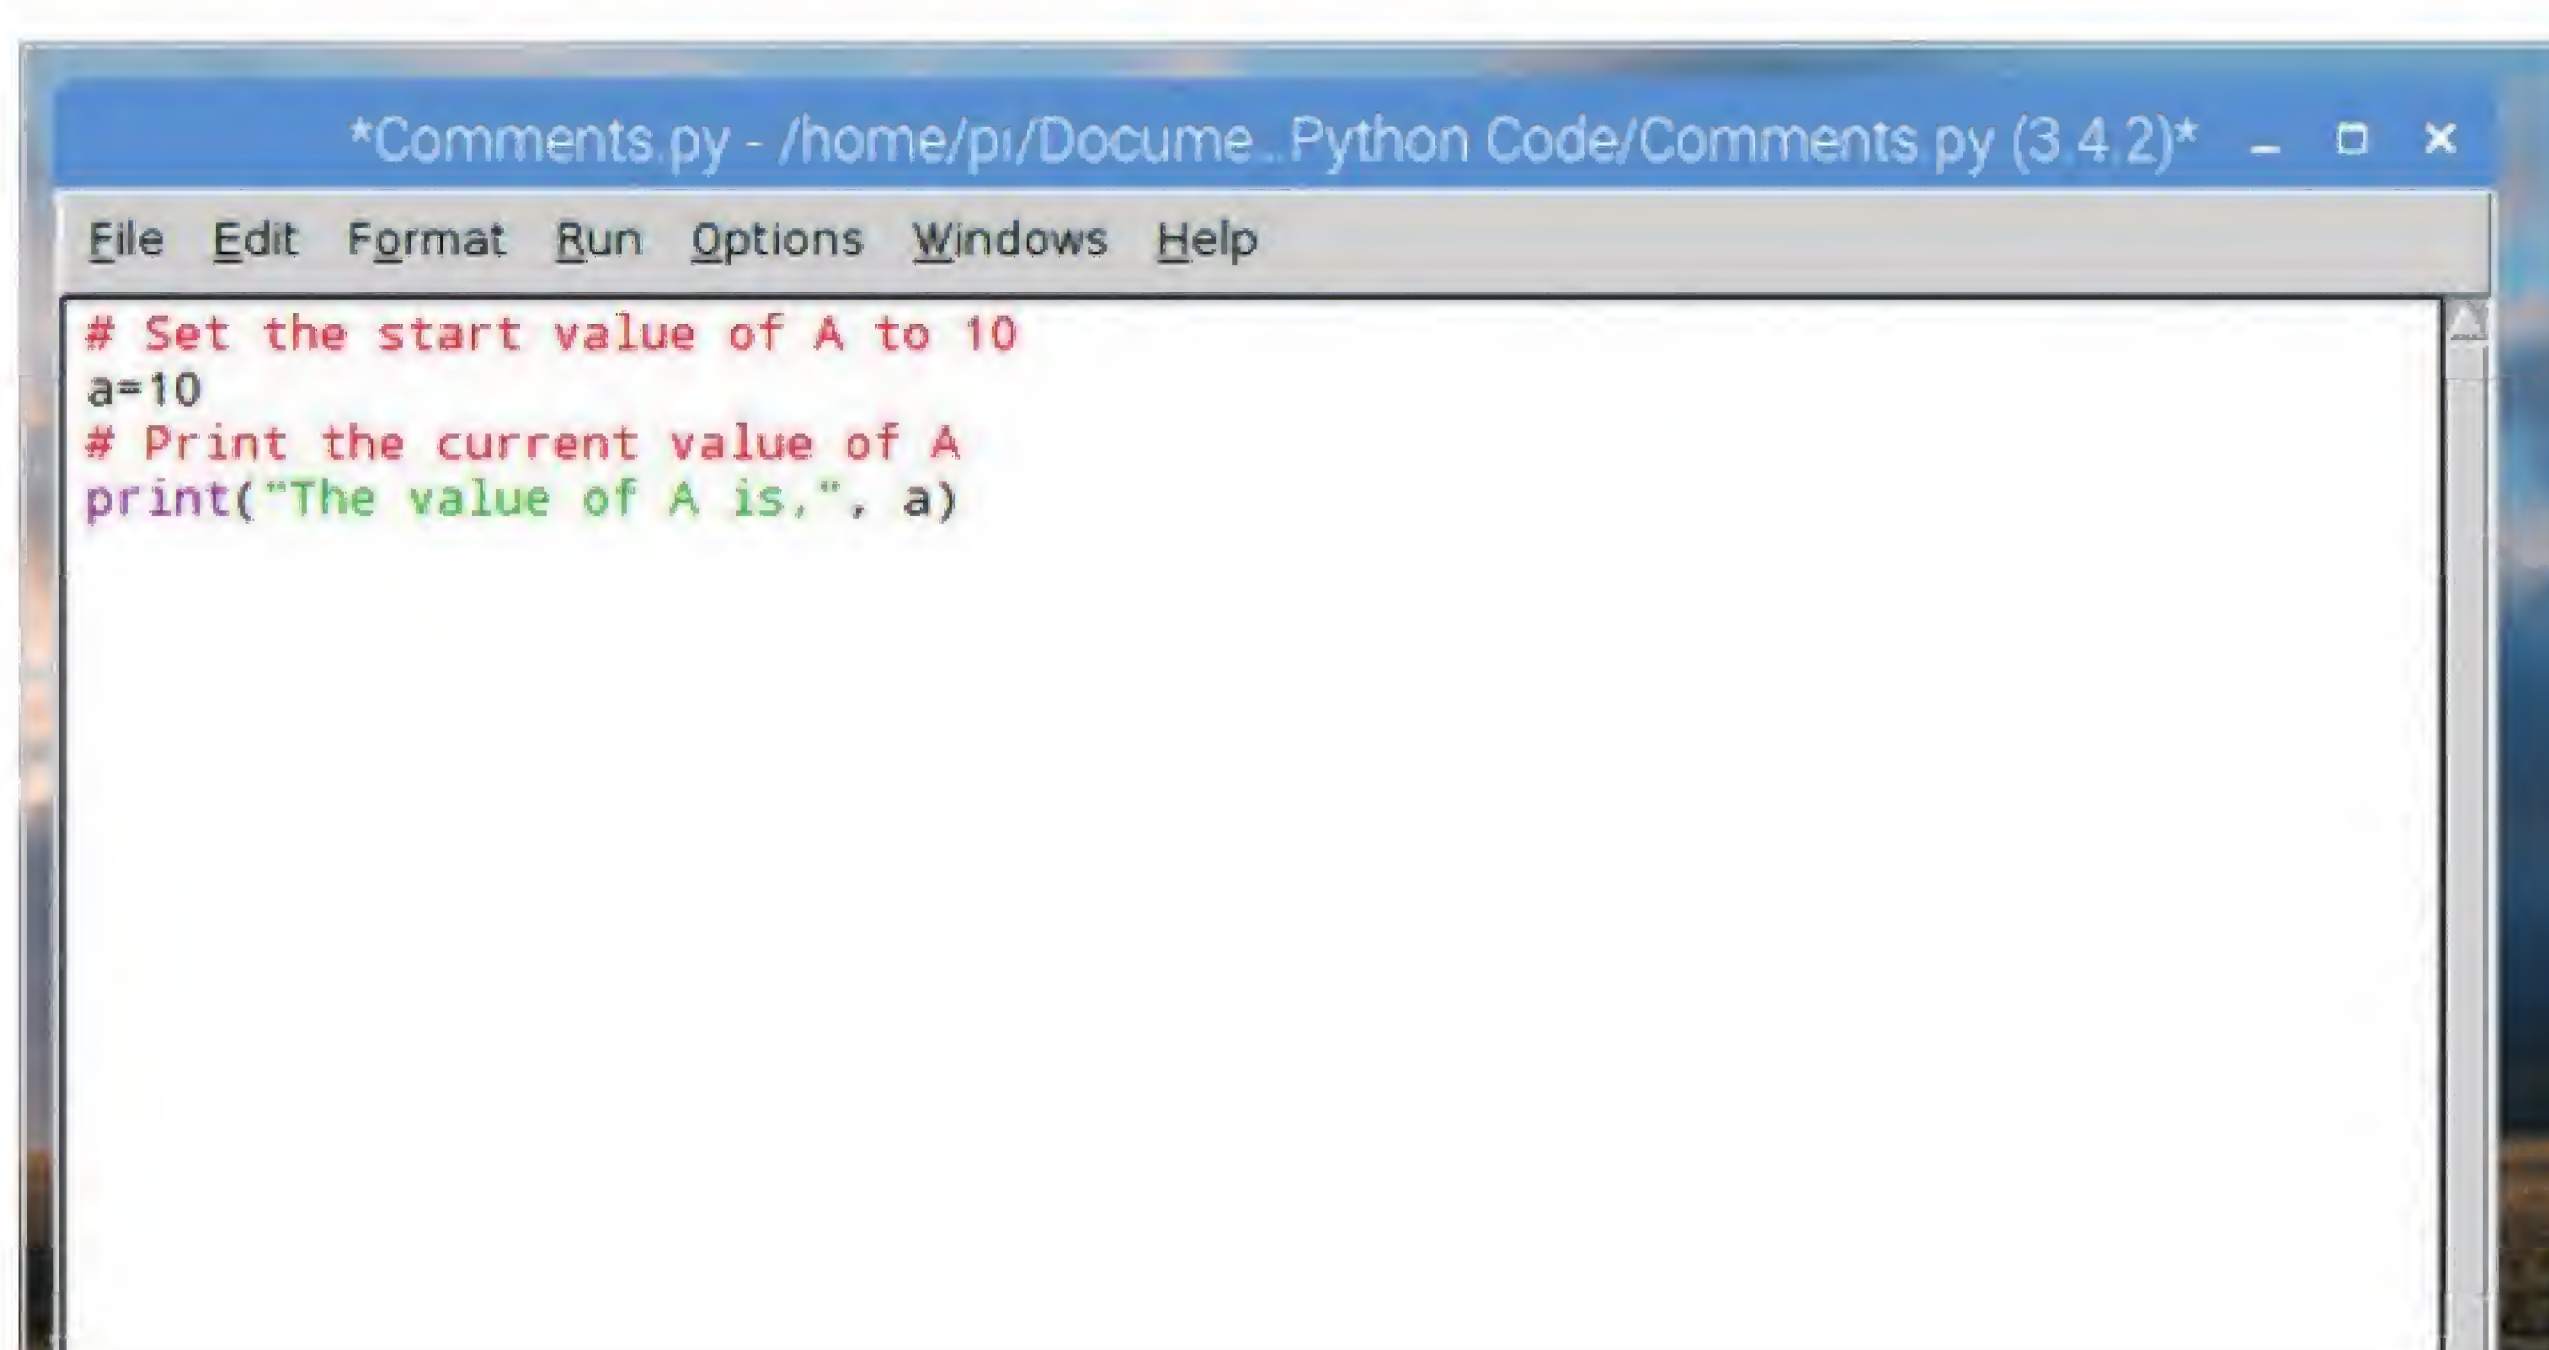 *Comments.py - /home/pi/Docume...Python Code/Comments.py (3.4.2)*
File Edit Format Run Options Windows Help
# Set the start value of A to 10
a=10
# Print the current value of A
print("The value of A is,", a)